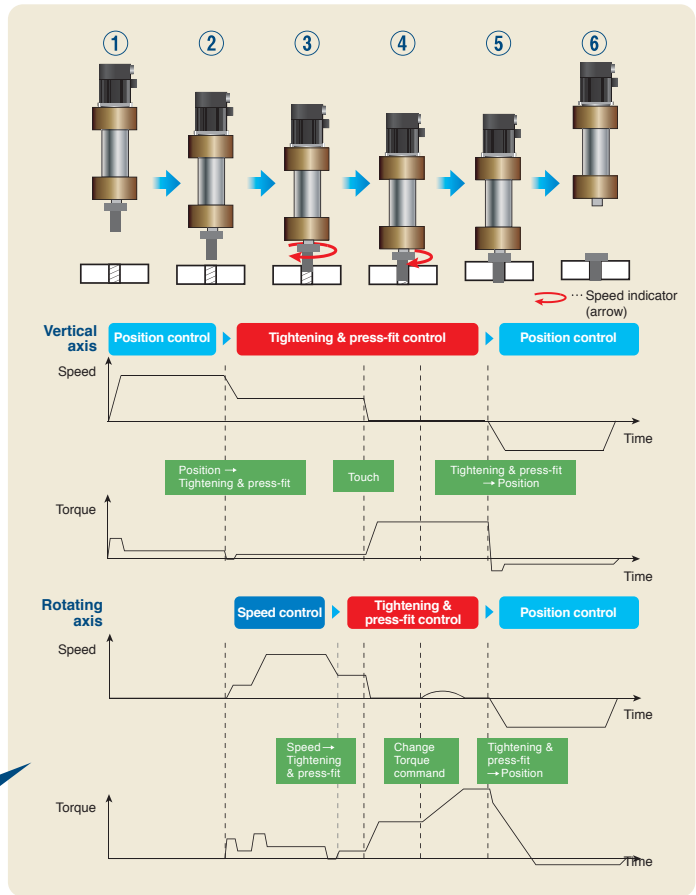 ① ② ③ ④ ⑤ ⑥
··· Speed indicator
(arrow)
Vertical
axis
Position control
Tightening & press-fit control
Position control
Speed
Time
Position →
Tightening & press-fit
Touch
Tightening & press-fit
→ Position
Torque
Time
Rotating
axis
Speed control
Tightening &
press-fit control
Position control
Speed
Time
Speed →
Tightening
& press-fit
Change
Torque
command
Tightening &
press-fit
→ Position
Torque
Time